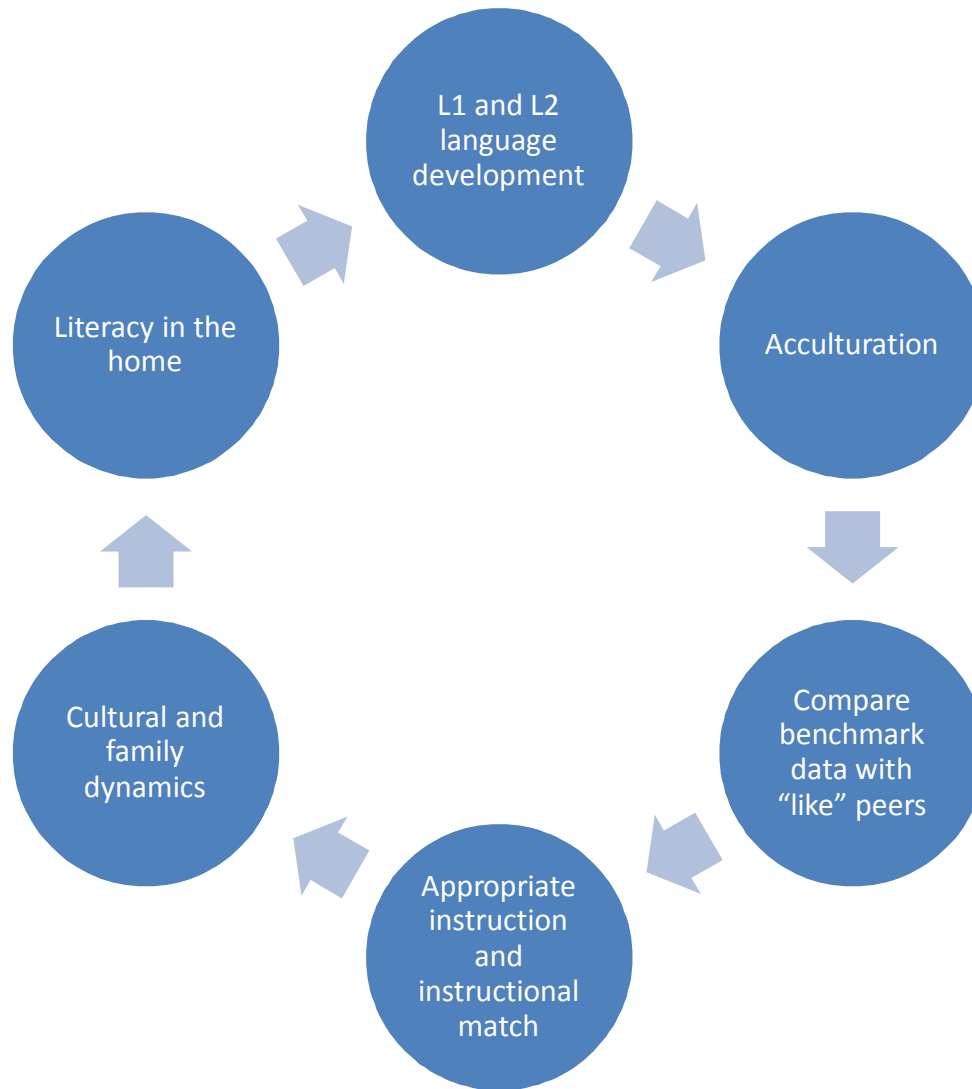 L1 and L2
language
development
Acculturation
Compare
benchmark
data with
“like” peers
Appropriate
instruction
and
instructional
match
Cultural and
family
dynamics
Literacy in the
home